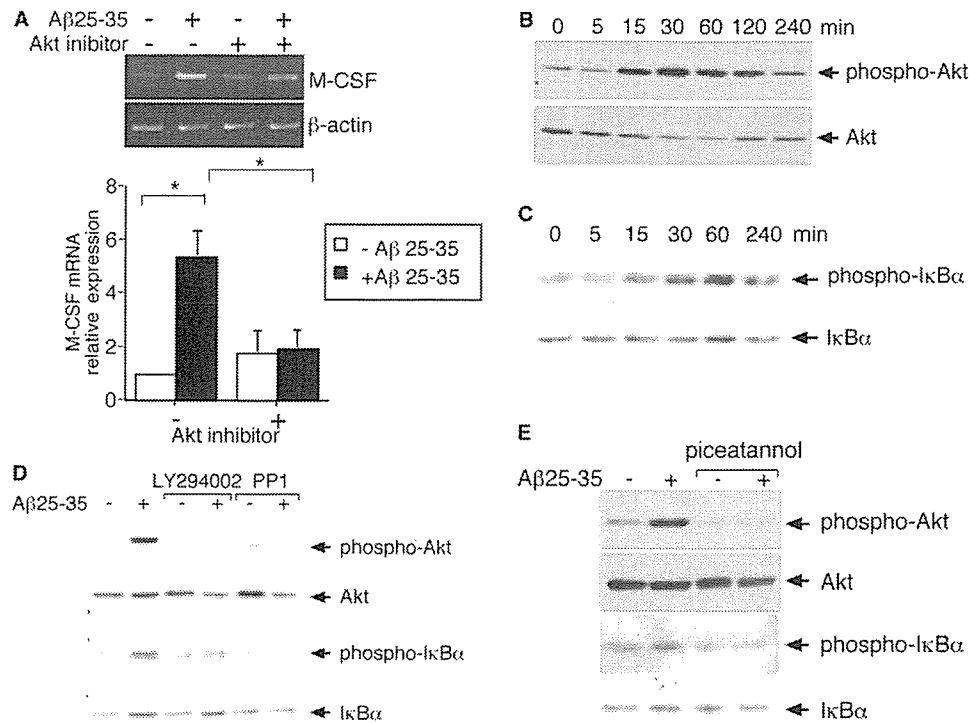 A
Aβ25-35 - + - +
Akt inibitor - - + +
M-CSF
β-actin
M-CSF mRNA
relative expression
8
6
4
2
0
*
*
- +
Akt inhibitor
- Aβ 25-35
+Aβ 25-35
B
0 5 15 30 60 120 240 min
phospho-Akt
Akt
C
0 5 15 30 60 240 min
phospho-IκBα
IκBα
D
LY294002 PP1
Aβ25-35 - + - + - +
phospho-Akt
Akt
phospho-IκBα
IκBα
E
piceatannol
Aβ25-35 - + - +
phospho-Akt
Akt
phospho-IκBα
IκBα